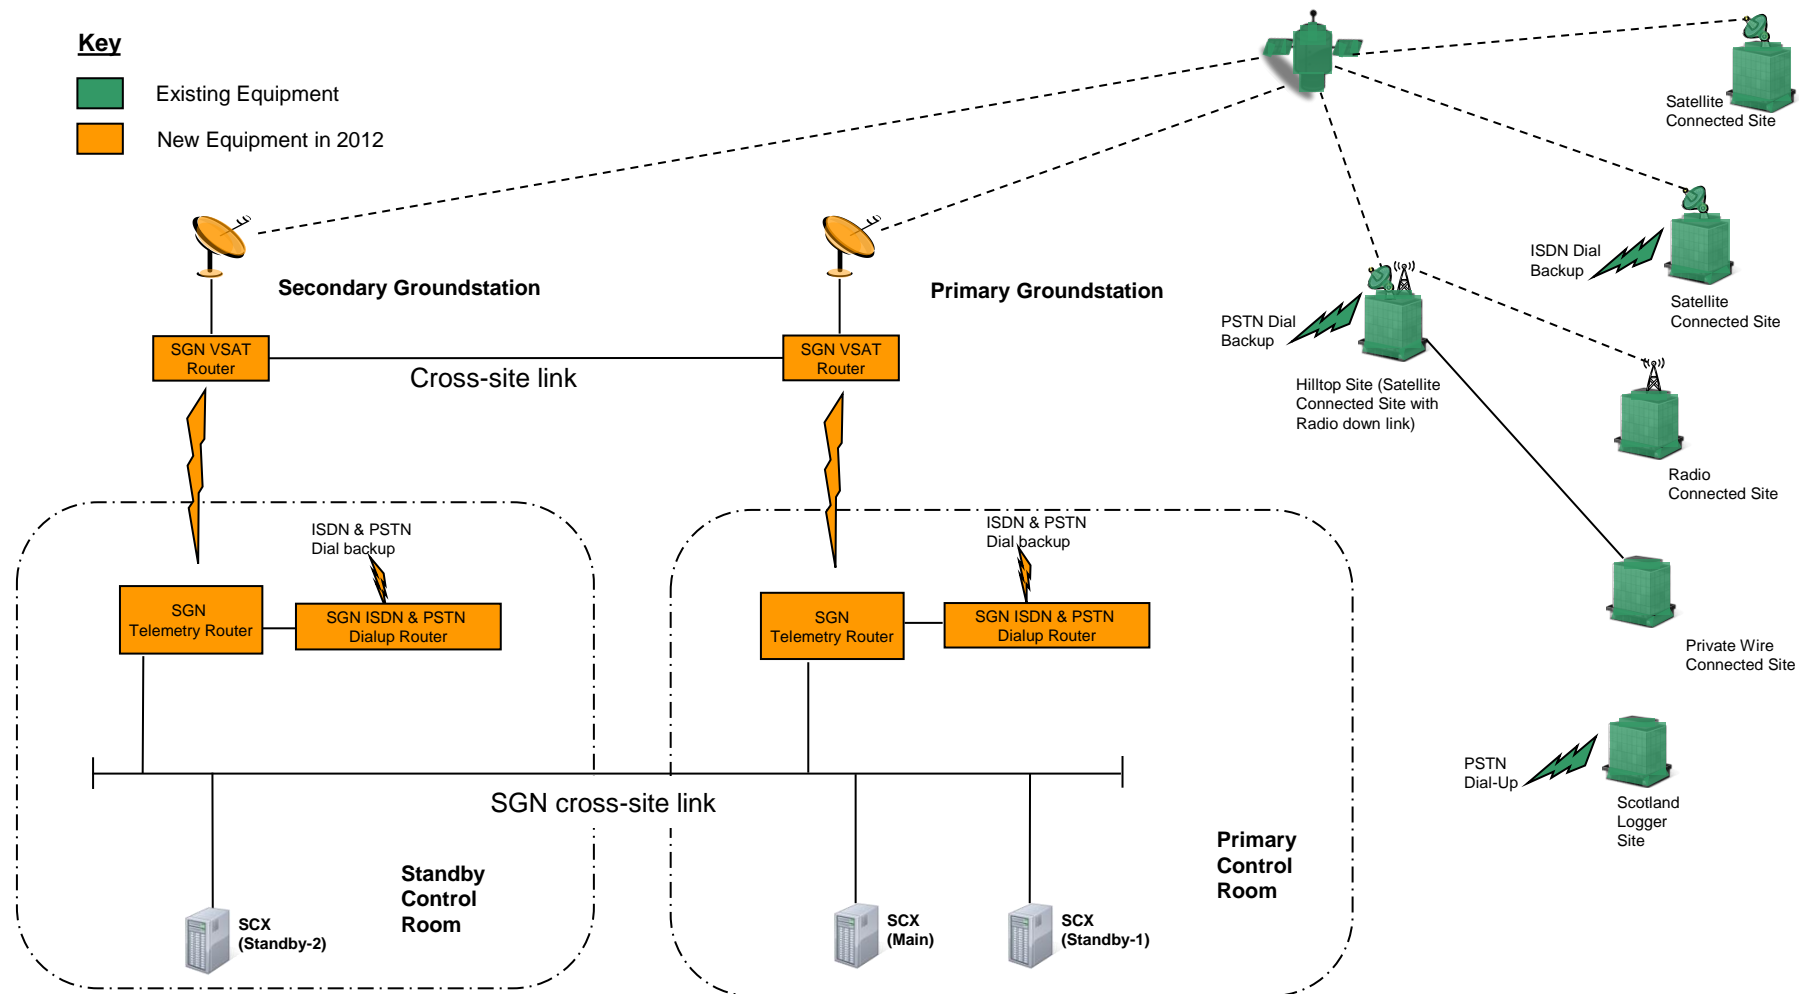 Key
Existing Equipment
New Equipment in 2012
Satellite
Connected Site
ISDN Dial
Backup
Satellite
Connected Site
Secondary Groundstation
Primary Groundstation
PSTN Dial
Backup
SGN VSAT
Router
Cross-site link
SGN VSAT
Router
Hilltop Site (Satellite
Connected Site with
Radio down link)
Radio
Connected Site
ISDN & PSTN
Dial backup
ISDN & PSTN
Dial backup
SGN
Telemetry Router
SGN ISDN & PSTN
Dialup Router
SGN
Telemetry Router
SGN ISDN & PSTN
Dialup Router
Private Wire
Connected Site
PSTN
Dial-Up
Scotland
Logger
Site
SGN cross-site link
Standby
Control
Room
Primary
Control
Room
SCX
(Standby-2)
SCX
(Main)
SCX
(Standby-1)